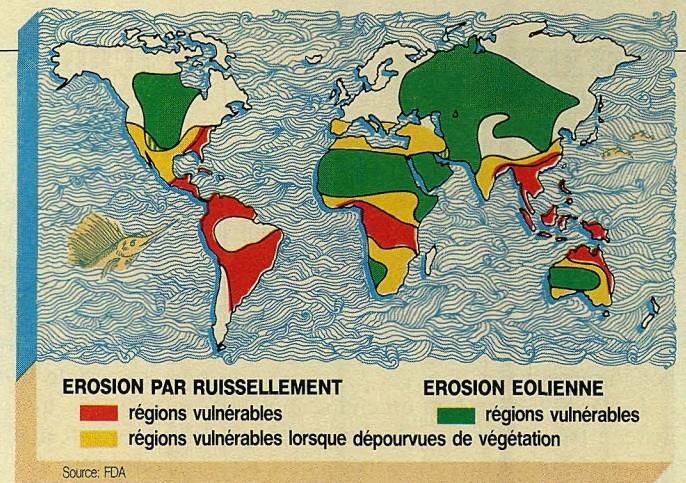 EROSION PAR RUISSELLEMENT
régions vulnérables
régions vulnérables lorsque dépourvues de végétation
EROSION EOLIENNE
régions vulnérables
Source: FDA